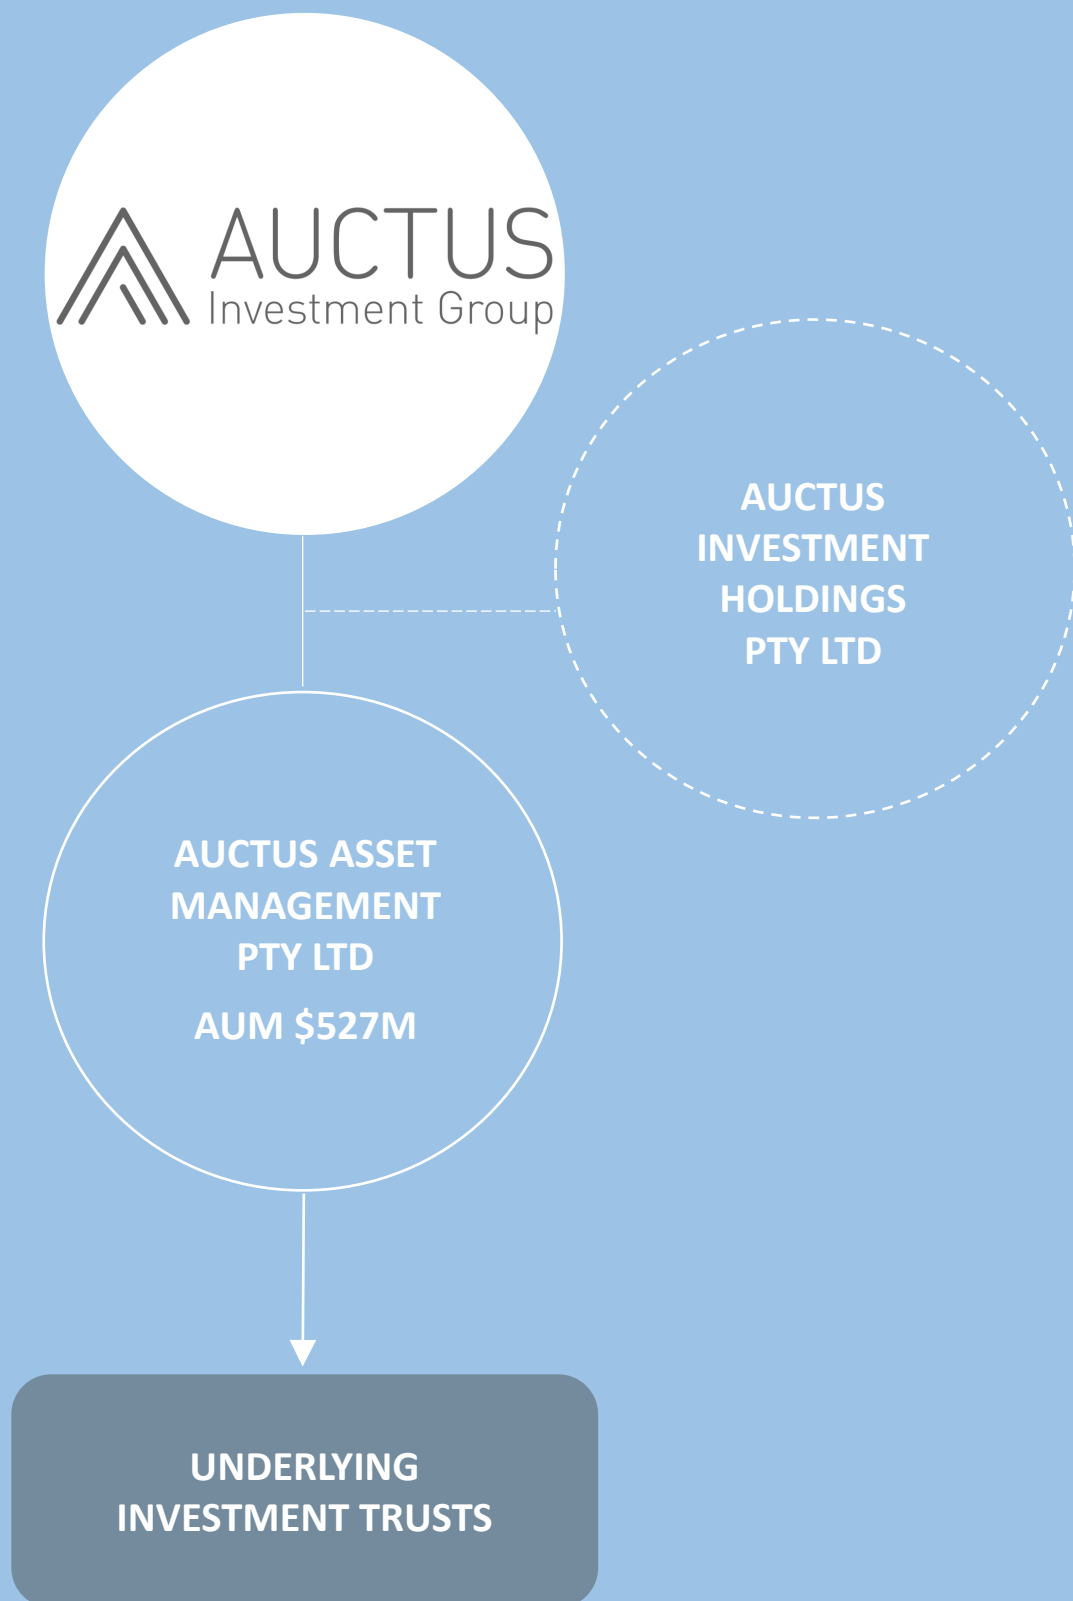 AUCTUS
Investment Group
AUCTUS
INVESTMENT
HOLDINGS
PTY LTD
AUCTUS ASSET
MANAGEMENT
PTY LTD
AUM $527M
UNDERLYING
INVESTMENT TRUSTS